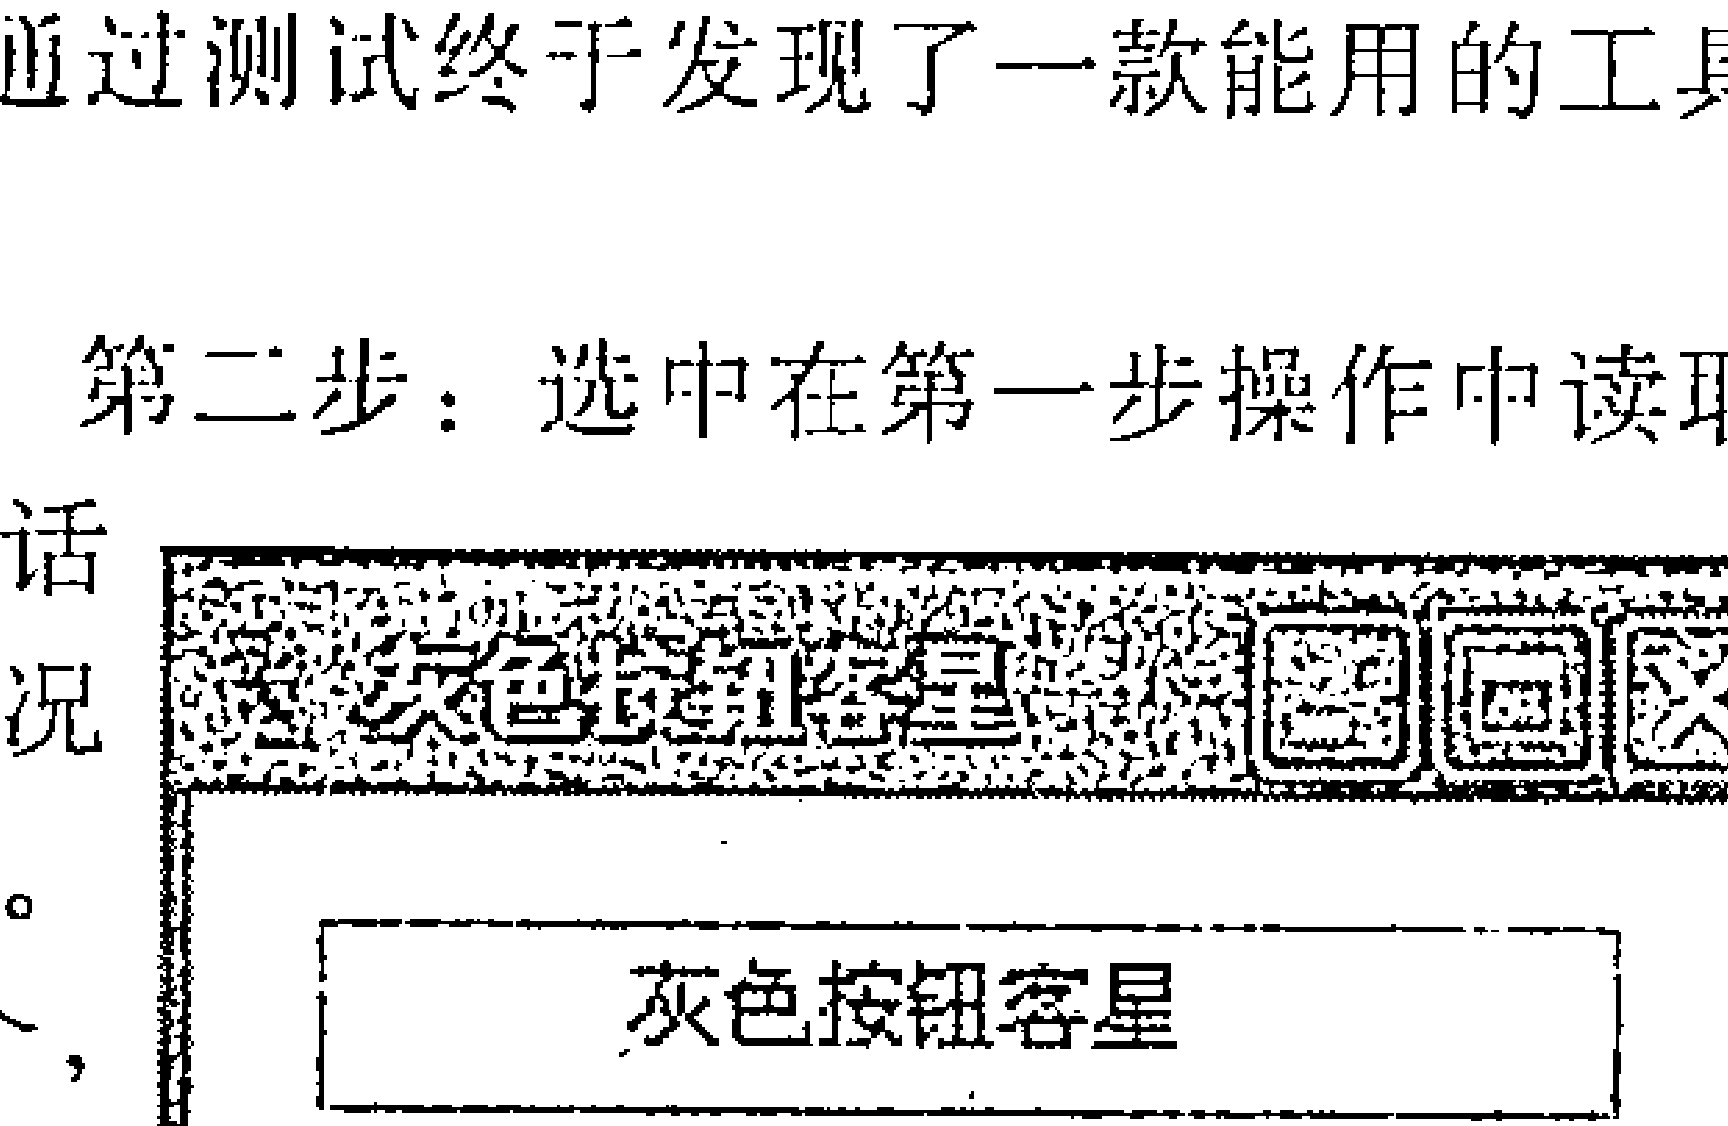 通过测试终于发现了一款能用的工具
第二步：选中在第一步操作中读取
话
况
。
，
灰色按钮客星
灰色按钮客星